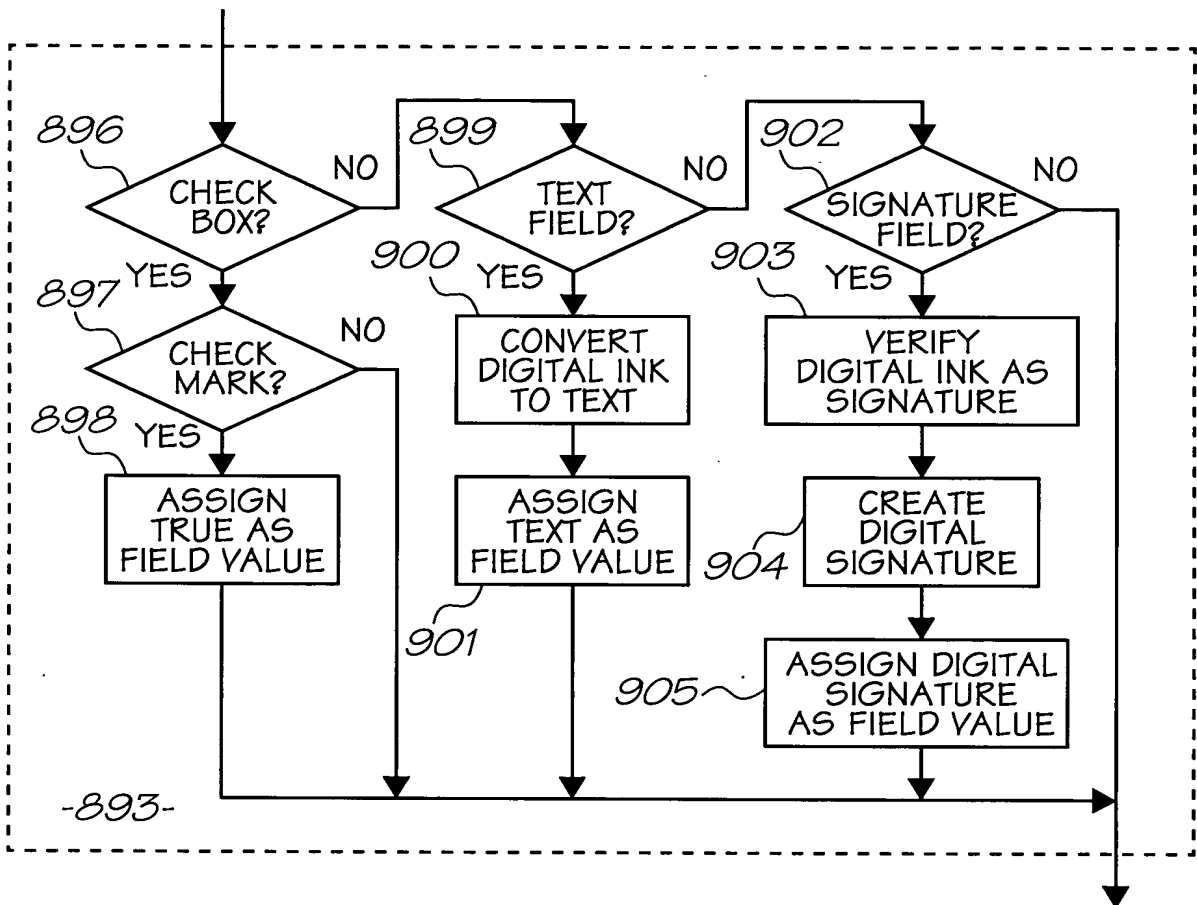 896
CHECK
BOX?
NO
YES
897
CHECK
MARK?
NO
YES
898
ASSIGN
TRUE AS
FIELD VALUE
899
TEXT
FIELD?
NO
YES
900
CONVERT
DIGITAL INK
TO TEXT
ASSIGN
TEXT AS
FIELD VALUE
901
902
SIGNATURE
FIELD?
NO
YES
903
VERIFY
DIGITAL INK AS
SIGNATURE
CREATE
DIGITAL
SIGNATURE
904
ASSIGN DIGITAL
SIGNATURE
AS FIELD VALUE
905
-893-